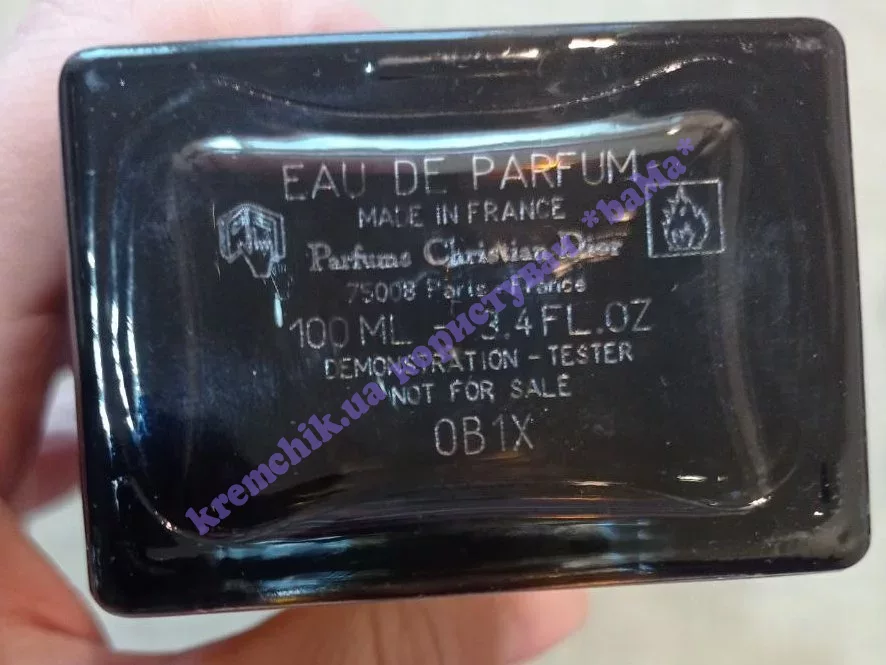 EAU DE PARFUM
MADE IN FRANCE
Parfums Christian Dior
75008 Paris - France
100 ML - 3.4 FL.OZ
DEMONSTRATION - TESTER
NOT FOR SALE
0B1X
kremchik.ua користувач *baMa*